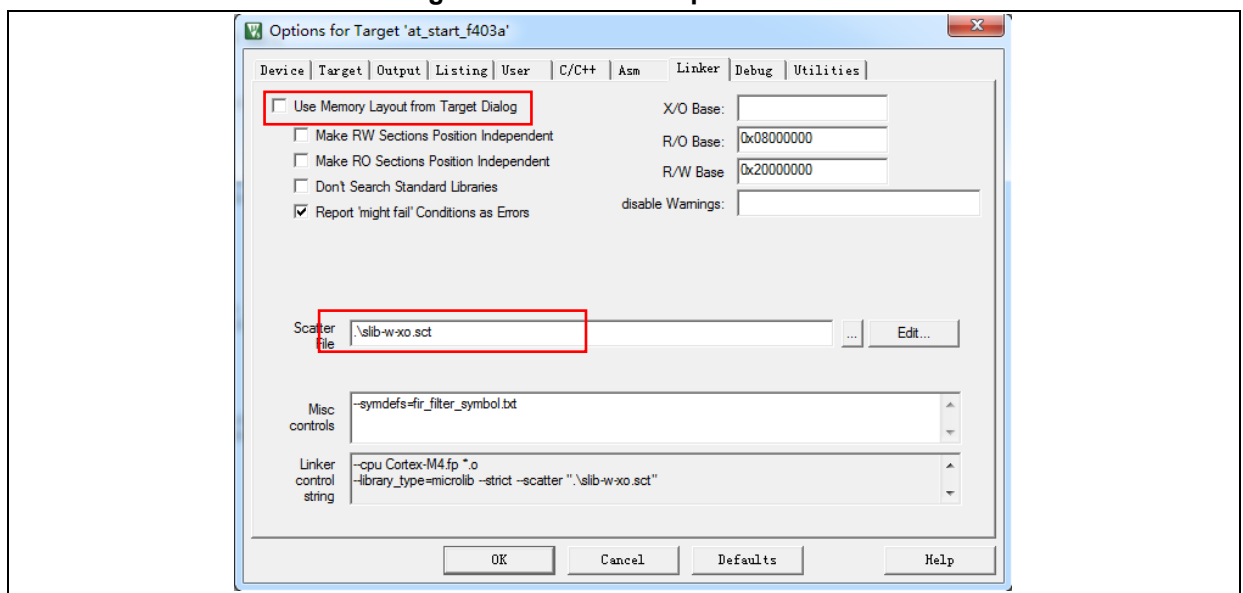 Options for Target 'at_start_f403a'
Device Target Output Listing User C/C++ Asm Linker Debug Utilities
Use Memory Layout from Target Dialog
X/O Base:
Make RW Sections Position Independent
R/O Base: 0x08000000
Make RO Sections Position Independent
R/W Base 0x20000000
Don't Search Standard Libraries
disable Warnings:
Report 'might fail' Conditions as Errors
Scatter File
.\slib-w-xo.sct
... Edit...
Misc controls
--symdefs=fir_filter_symbol.txt
Linker control string
--cpu Cortex-M4.fp *.o
--library_type=microlib --strict --scatter ".\slib-w-xo.sct"
OK Cancel Defaults Help